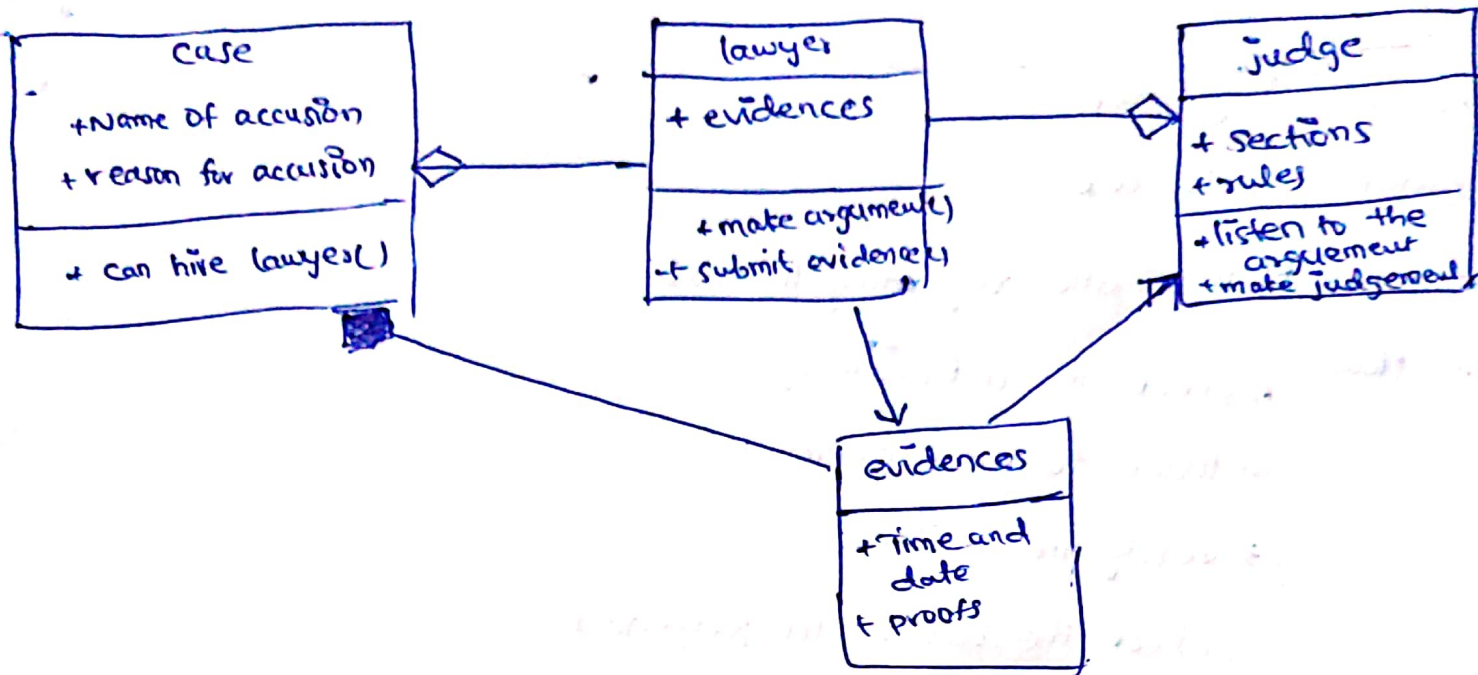 case
+Name of accusion
+reason for accusion
+ can hire lawyer()
lawyer
+ evidences
+make argument()
+ submit evidence()
judge
+ sections
+rules
+listen to the
arguement
+make judgement
evidences
+Time and
date
+ proofs